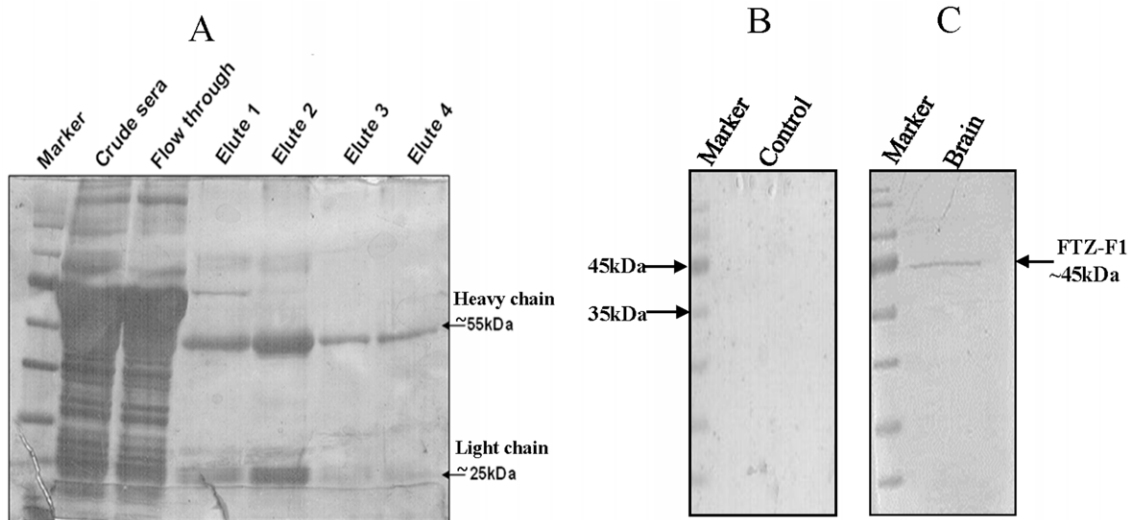 A
Marker
Crude sera
Flow through
Elute 1
Elute 2
Elute 3
Elute 4
Heavy chain
~55kDa
Light chain
~25kDa
B
Marker
Control
45kDa
35kDa
C
Marker
Brain
FTZ-F1
~45kDa